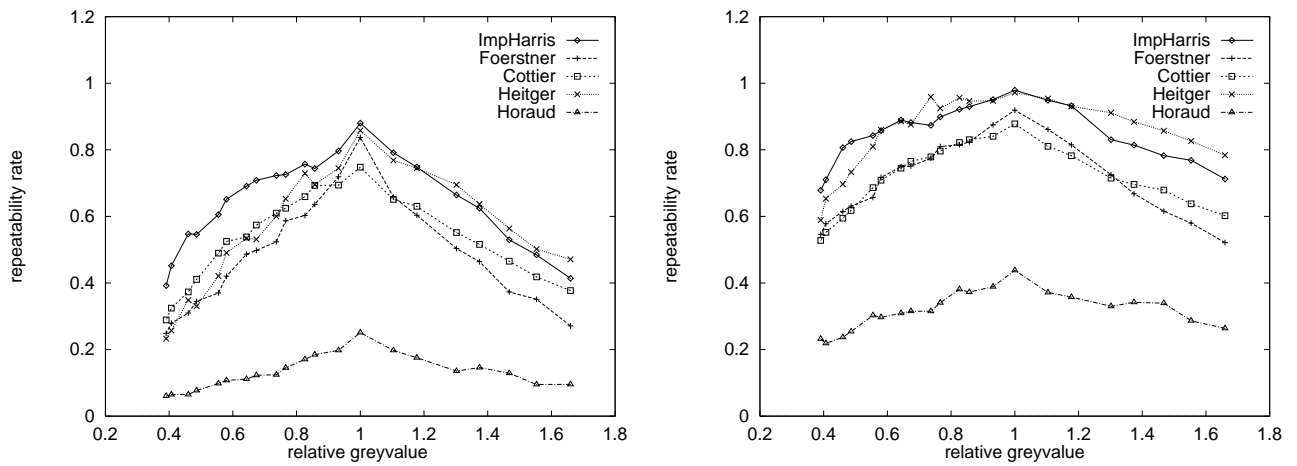 1.2
1
0.8
0.6
0.4
0.2
0
repeatability rate
ImpHarris
Foerstner
Cottier
Heitger
Horaud
0.2 0.4 0.6 0.8 1 1.2 1.4 1.6 1.8
relative greyvalue
1.2
1
0.8
0.6
0.4
0.2
0
repeatability rate
ImpHarris
Foerstner
Cottier
Heitger
Horaud
0.2 0.4 0.6 0.8 1 1.2 1.4 1.6 1.8
relative greyvalue